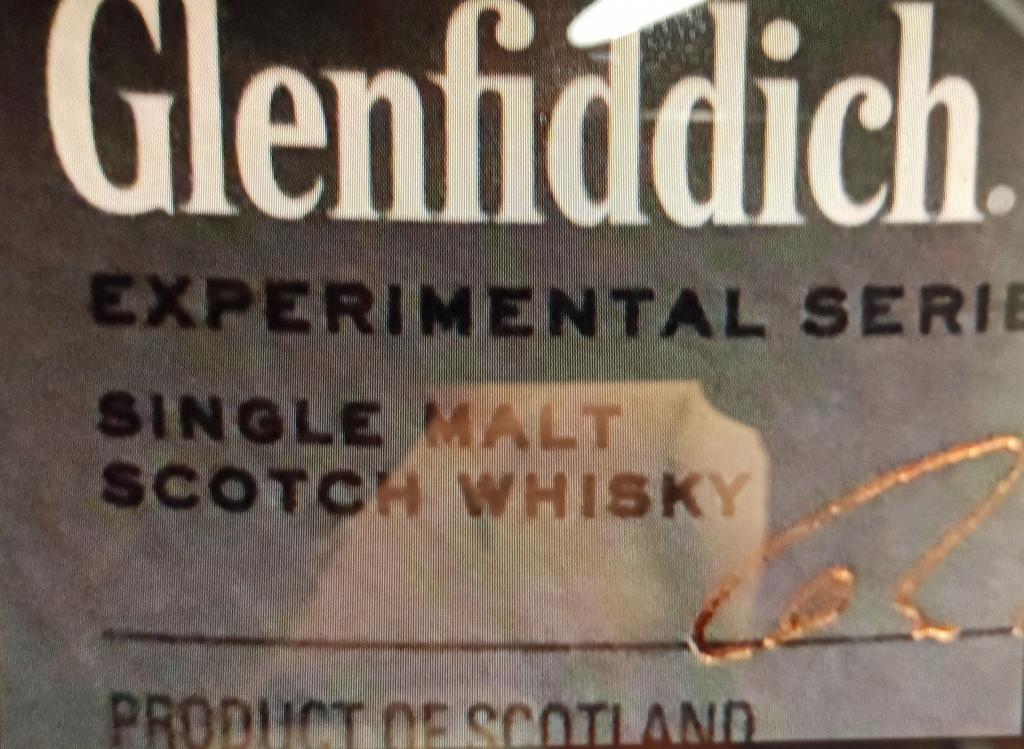 Glenfiddich.
EXPERIMENTAL SERIE
SINGLE MALT
SCOTCH WHISKY
PRODUCT OF SCOTLAND